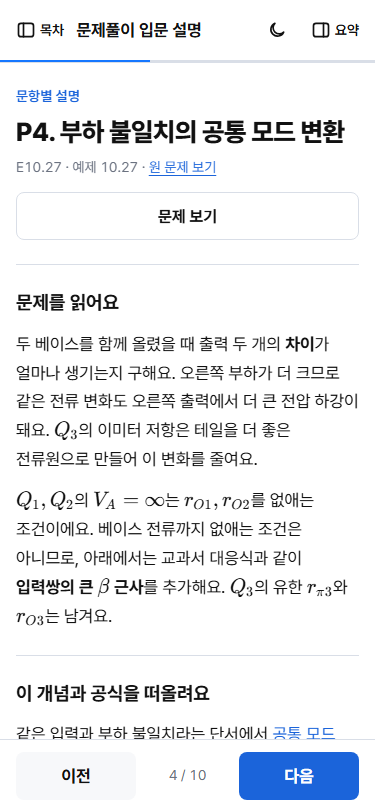 목차 문제풀이 입문 설명 요약
문항별 설명
P4. 부하 불일치의 공통 모드 변환
E10.27 · 예제 10.27 · 원 문제 보기
문제 보기
문제를 읽어요
두 베이스를 함께 올렸을 때 출력 두 개의 차이가
얼마나 생기는지 구해요. 오른쪽 부하가 더 크므로
같은 전류 변화도 오른쪽 출력에서 더 큰 전압 하강이
돼요. Q₃의 이미터 저항은 테일을 더 좋은
전류원으로 만들어 이 변화를 줄여요.
Q₁, Q₂의 V_A = ∞는 r_O1, r_O2를 없애는
조건이에요. 베이스 전류까지 없애는 조건은
아니므로, 아래에서는 교과서 대응식과 같이
입력쌍의 큰 β 근사를 추가해요. Q₃의 유한 r_π3와
r_O3는 남겨요.
이 개념과 공식을 떠올려요
같은 입력과 부하 불일치라는 단서에서 공통 모드
이전 4 / 10 다음